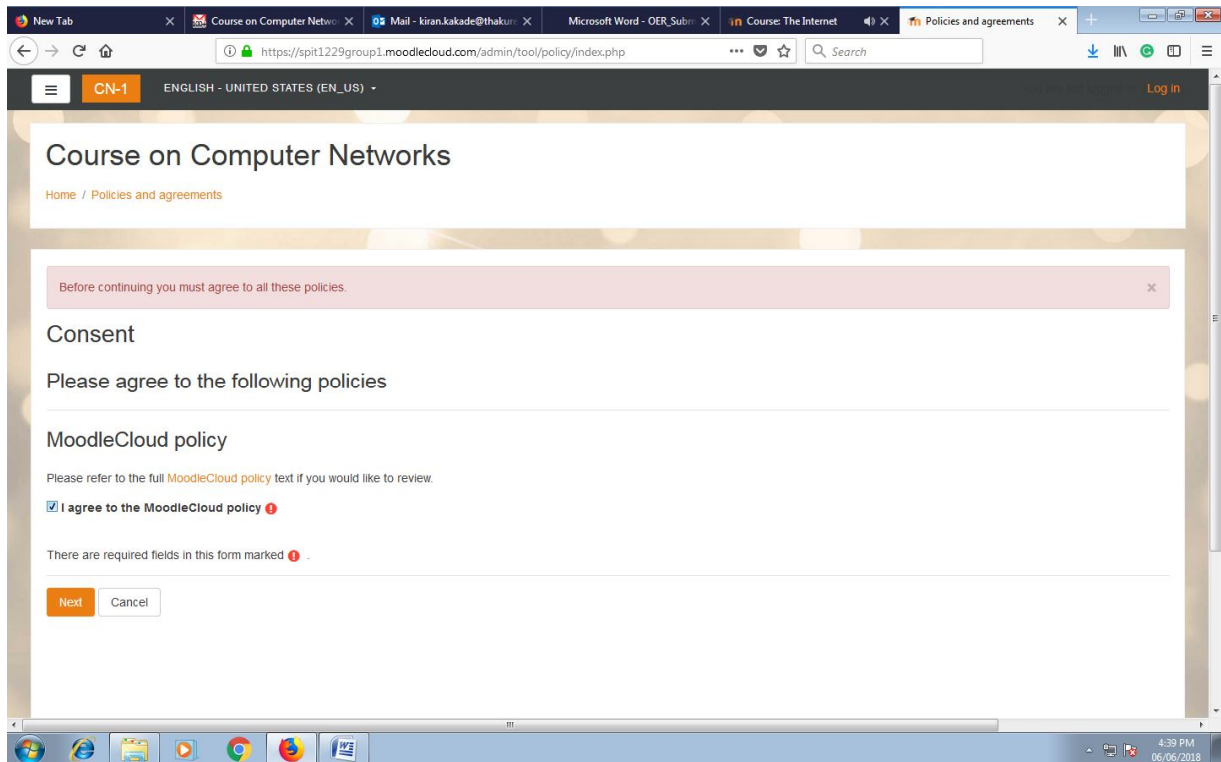 New Tab
Course on Computer Netwo
Mail - kiran.kakade@thakur
Microsoft Word - OER_Subm
Course: The Internet
Policies and agreements
https://spit1229group1.moodlecloud.com/admin/tool/policy/index.php
Search
CN-1 ENGLISH - UNITED STATES (EN_US)
Log in
Course on Computer Networks
Home / Policies and agreements
Before continuing you must agree to all these policies.
Consent
Please agree to the following policies
MoodleCloud policy
Please refer to the full MoodleCloud policy text if you would like to review.
I agree to the MoodleCloud policy
There are required fields in this form marked .
Next Cancel
4:39 PM
06/06/2018